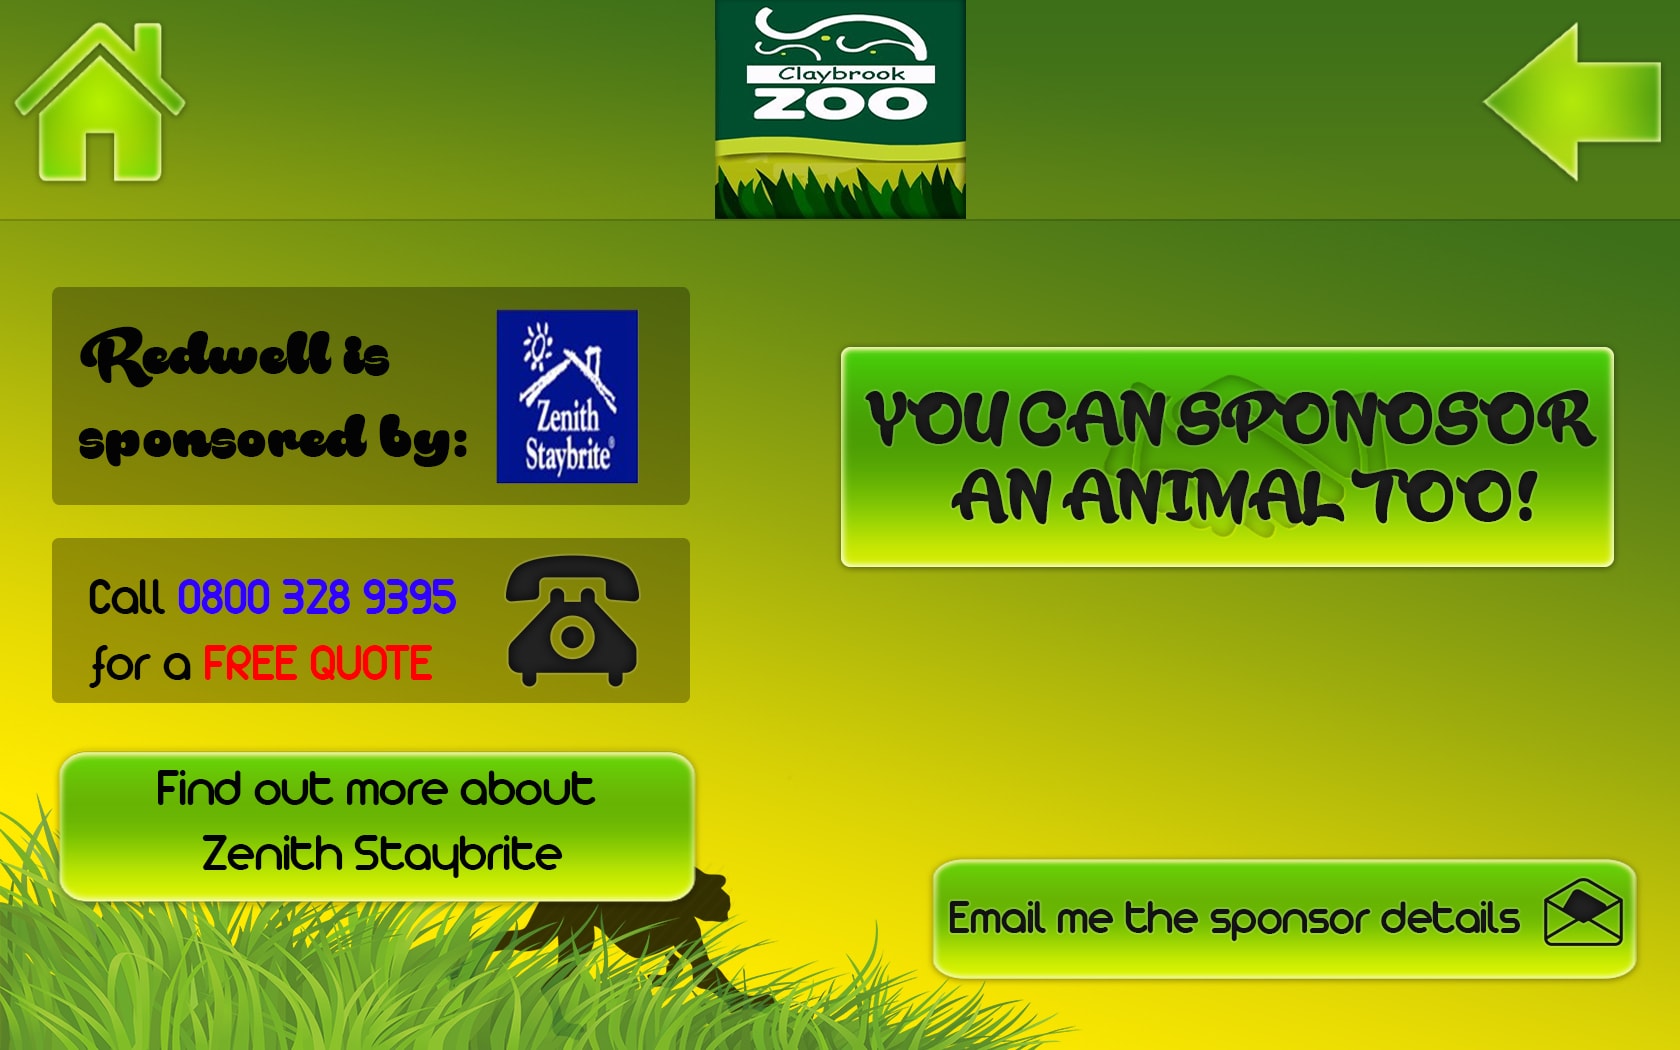 Claybrook
ZOO
Redwell is
sponsored by:
Zenith
Staybrite®
YOU CAN SPONOSOR
AN ANIMAL TOO!
Call 0800 328 9395
for a FREE QUOTE
Find out more about
Zenith Staybrite
Email me the sponsor details